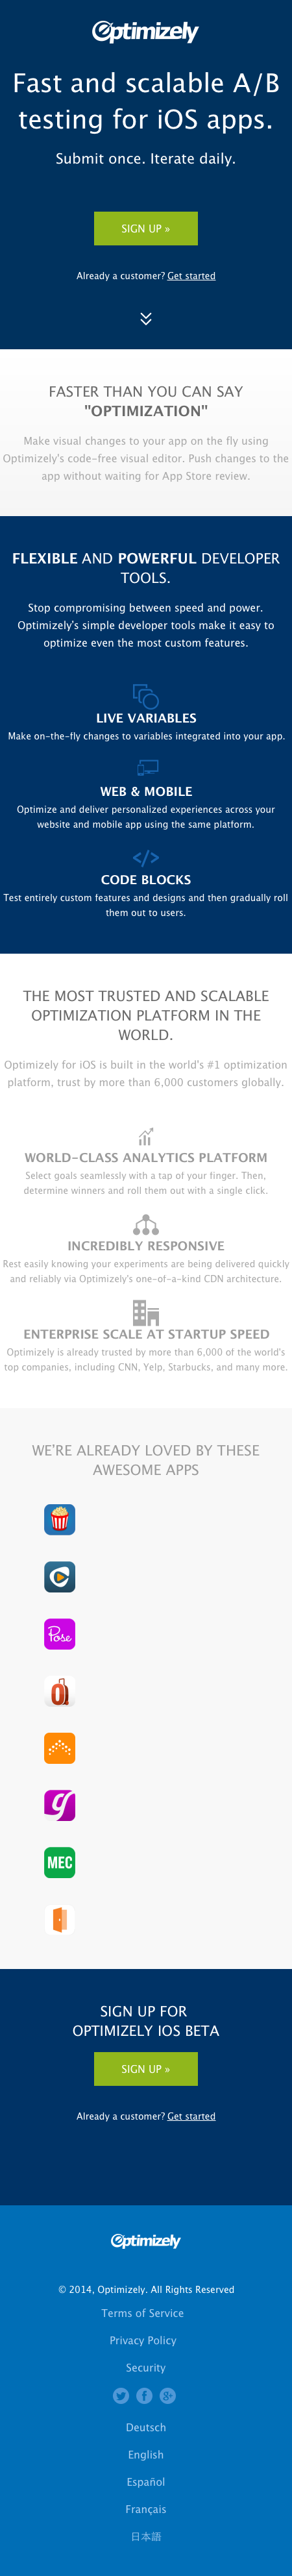 Optimizely
Fast and scalable A/B
testing for iOS apps.
Submit once. Iterate daily.
SIGN UP »
Already a customer? Get started
FASTER THAN YOU CAN SAY
"OPTIMIZATION"
Make visual changes to your app on the fly using
Optimizely's code-free visual editor. Push changes to the
app without waiting for App Store review.
FLEXIBLE AND POWERFUL DEVELOPER
TOOLS.
Stop compromising between speed and power.
Optimizely's simple developer tools make it easy to
optimize even the most custom features.
LIVE VARIABLES
Make on-the-fly changes to variables integrated into your app.
WEB & MOBILE
Optimize and deliver personalized experiences across your
website and mobile app using the same platform.
CODE BLOCKS
Test entirely custom features and designs and then gradually roll
them out to users.
THE MOST TRUSTED AND SCALABLE
OPTIMIZATION PLATFORM IN THE
WORLD.
Optimizely for iOS is built in the world's #1 optimization
platform, trust by more than 6,000 customers globally.
WORLD-CLASS ANALYTICS PLATFORM
Select goals seamlessly with a tap of your finger. Then,
determine winners and roll them out with a single click.
INCREDIBLY RESPONSIVE
Rest easily knowing your experiments are being delivered quickly
and reliably via Optimizely's one-of-a-kind CDN architecture.
ENTERPRISE SCALE AT STARTUP SPEED
Optimizely is already trusted by more than 6,000 of the world's
top companies, including CNN, Yelp, Starbucks, and many more.
WE'RE ALREADY LOVED BY THESE
AWESOME APPS
Pose
g
MEC
SIGN UP FOR
OPTIMIZELY IOS BETA
SIGN UP »
Already a customer? Get started
Optimizely
© 2014, Optimizely. All Rights Reserved
Terms of Service
Privacy Policy
Security
Deutsch
English
Español
Français
日本語